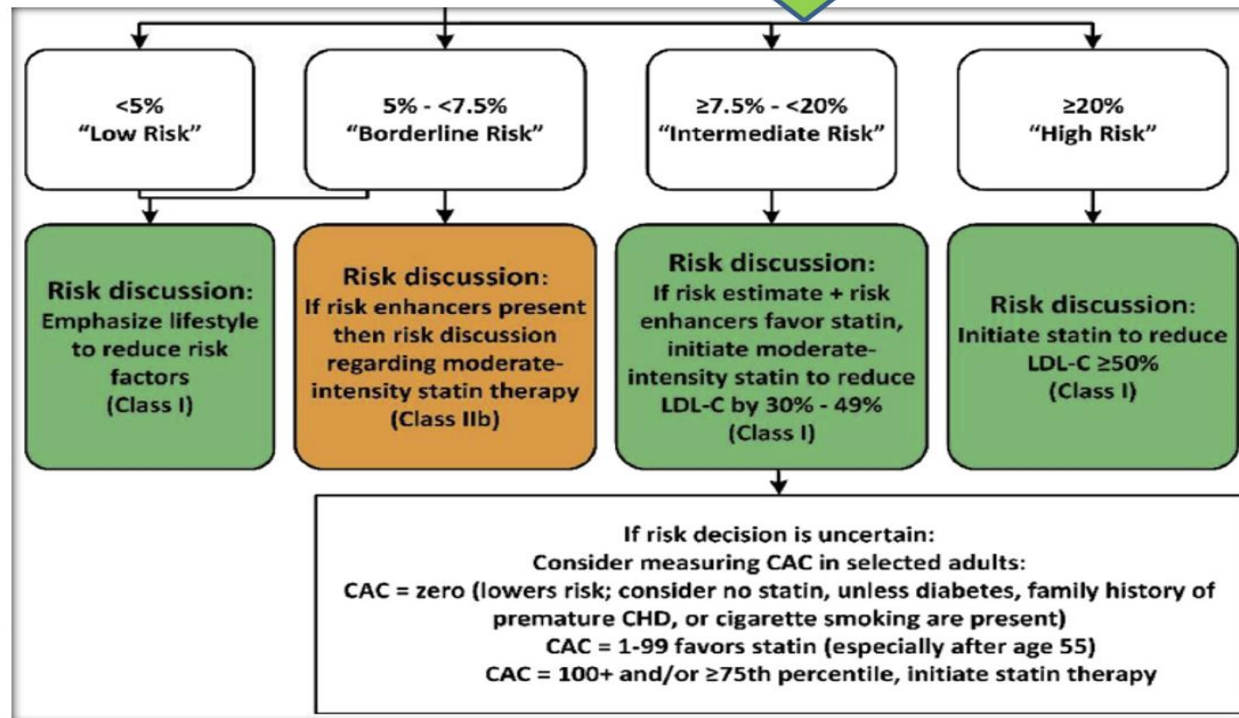 <5%
“Low Risk”
5% - <7.5%
“Borderline Risk”
≥7.5% - <20%
“Intermediate Risk”
≥20%
“High Risk”
Risk discussion:
Emphasize lifestyle
to reduce risk
factors
(Class I)
Risk discussion:
If risk enhancers present
then risk discussion
regarding moderate-
intensity statin therapy
(Class IIb)
Risk discussion:
If risk estimate + risk
enhancers favor statin,
initiate moderate-
intensity statin to reduce
LDL-C by 30% - 49%
(Class I)
Risk discussion:
Initiate statin to reduce
LDL-C ≥50%
(Class I)
If risk decision is uncertain:
Consider measuring CAC in selected adults:
CAC = zero (lowers risk; consider no statin, unless diabetes, family history of
premature CHD, or cigarette smoking are present)
CAC = 1-99 favors statin (especially after age 55)
CAC = 100+ and/or ≥75th percentile, initiate statin therapy